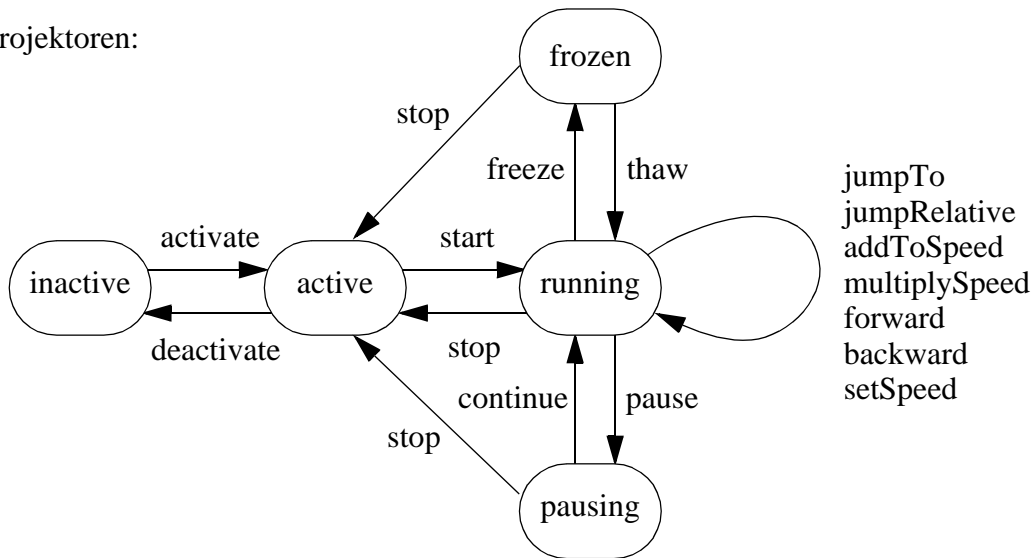 rojektoren:
frozen
stop
freeze
thaw
jumpTo
jumpRelative
addToSpeed
multiplySpeed
forward
backward
setSpeed
activate
start
inactive
active
running
deactivate
stop
continue
pause
stop
pausing